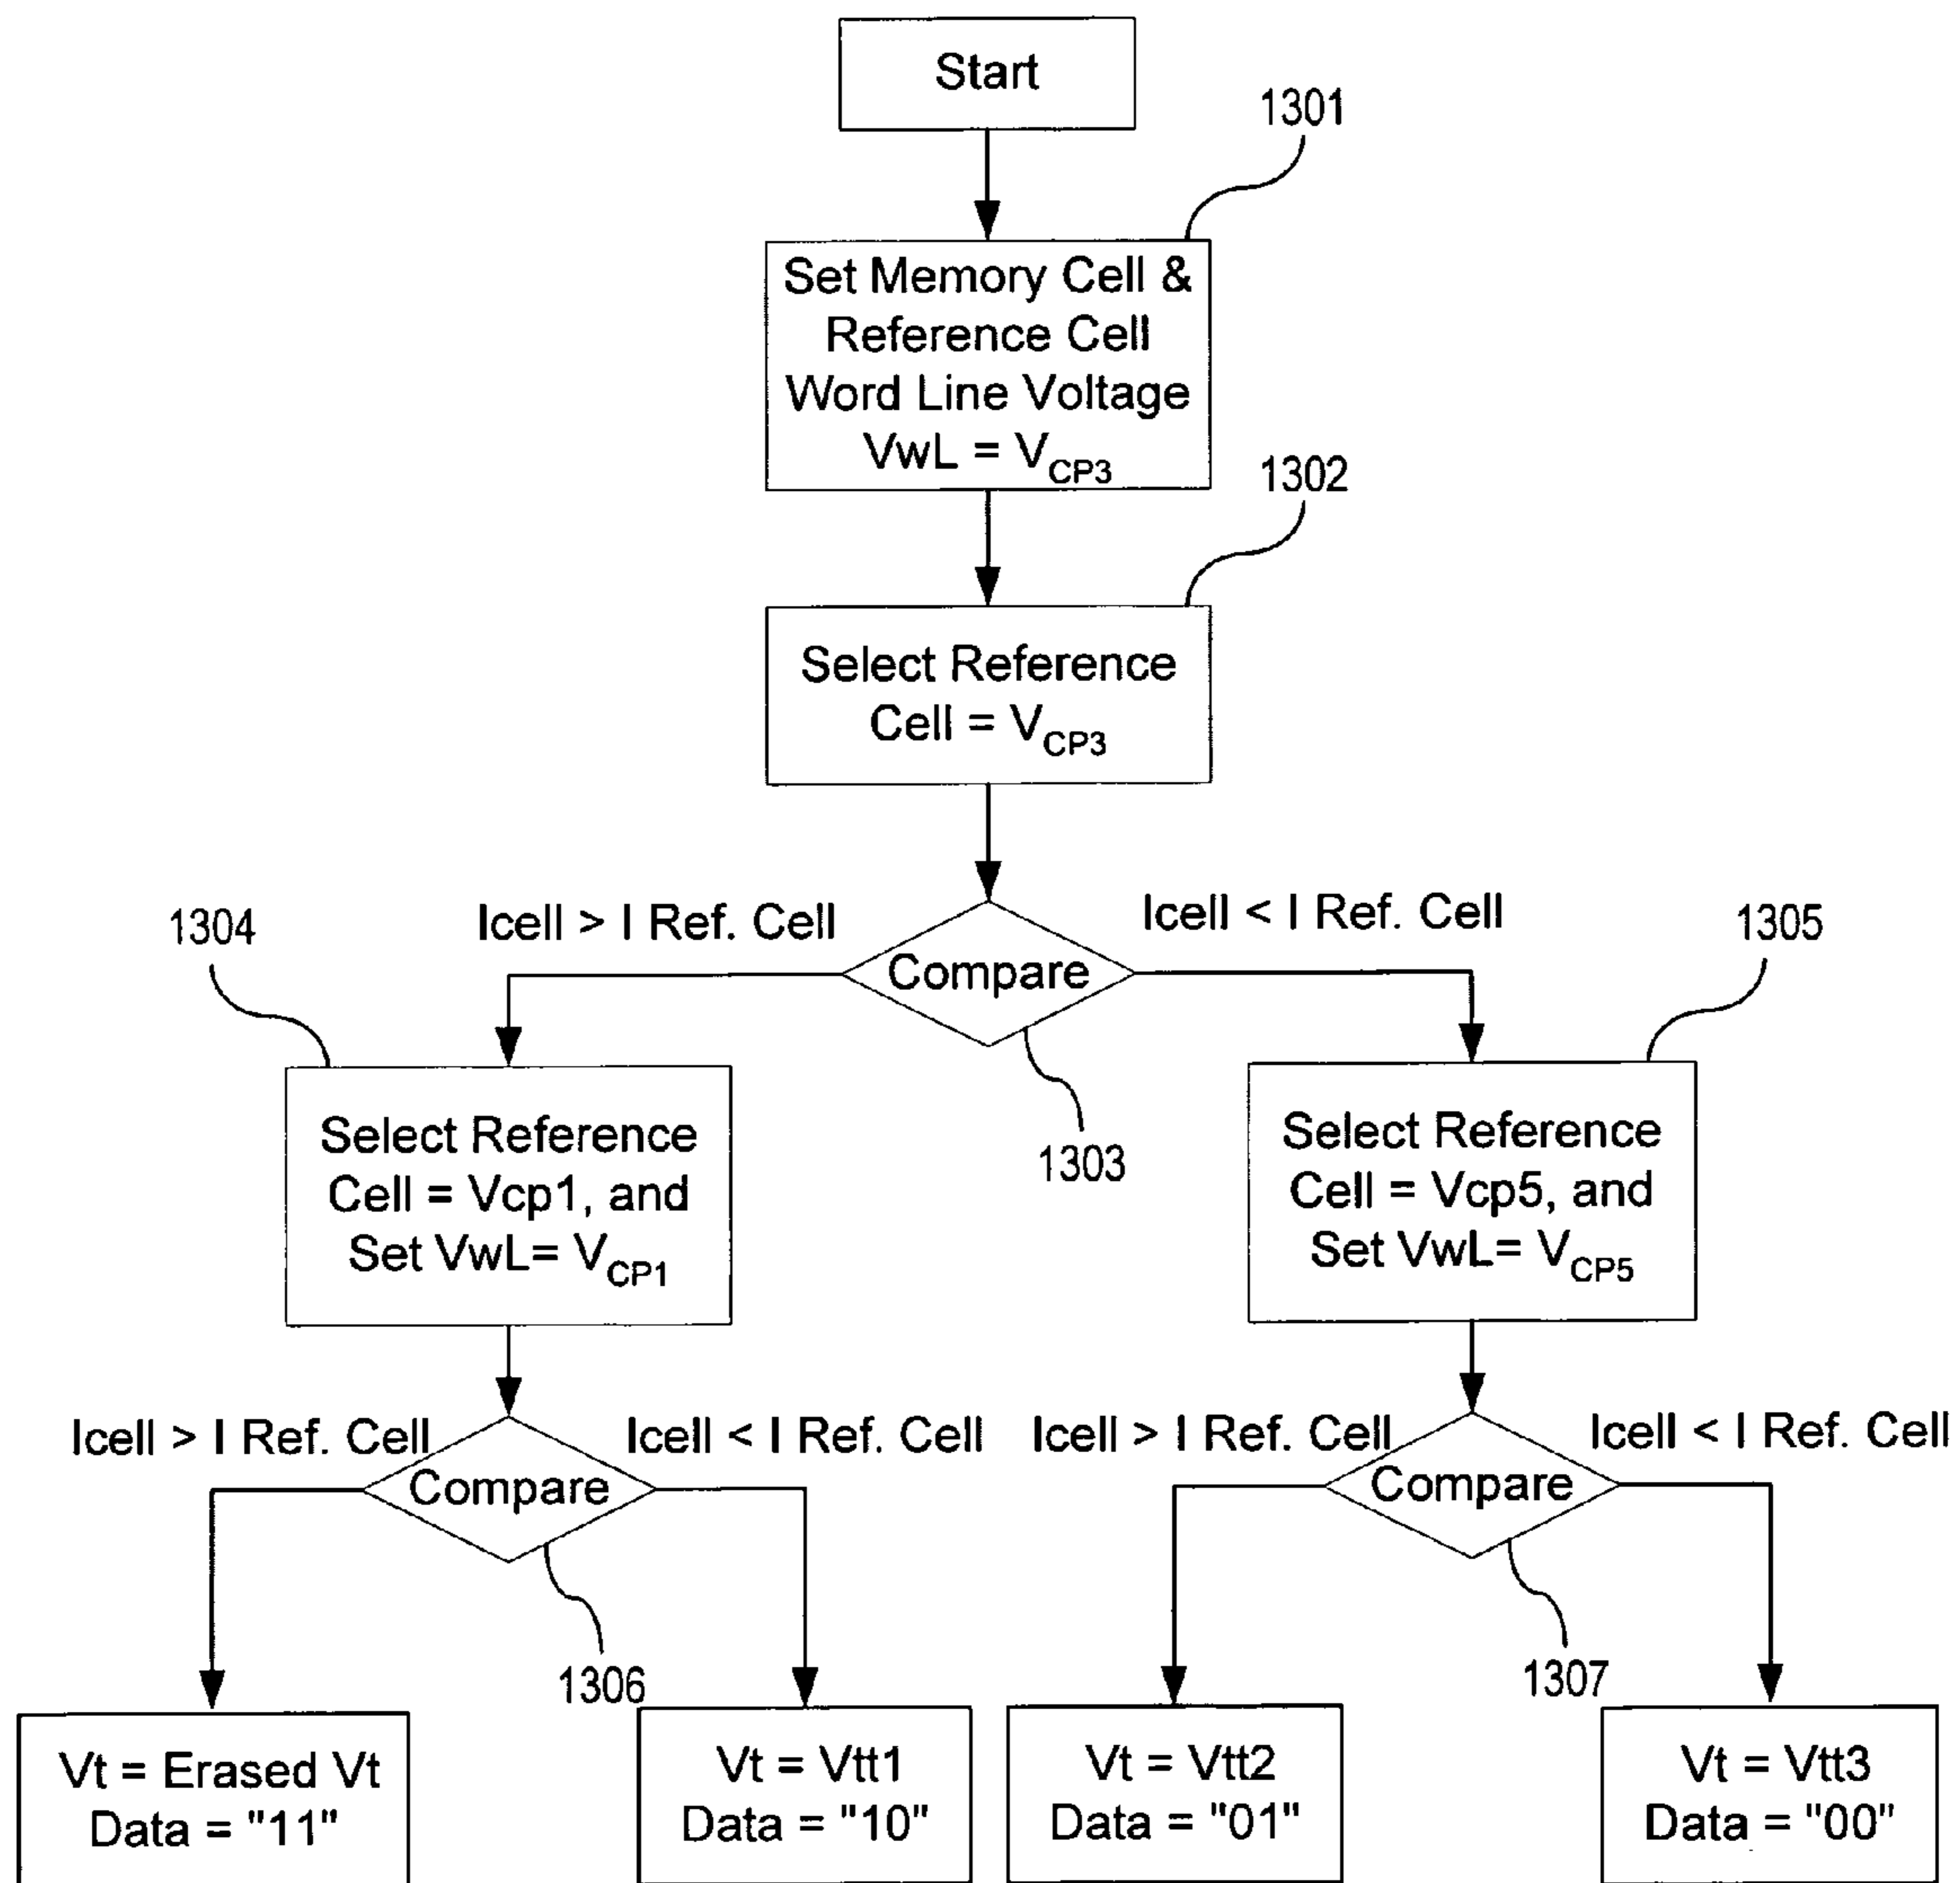 Start
1301
Set Memory Cell &
Reference Cell
Word Line Voltage
VwL = VCP3
1302
Select Reference
Cell = VCP3
Icell > I Ref. Cell
Icell < I Ref. Cell
1304
1305
Compare
1303
Select Reference
Cell = Vcp1, and
Set VwL= VCP1
Select Reference
Cell = Vcp5, and
Set VwL= VCP5
Icell > I Ref. Cell
Icell < I Ref. Cell
Icell > I Ref. Cell
Icell < I Ref. Cell
Compare
Compare
1306
1307
Vt = Erased Vt
Data = "11"
Vt = Vtt1
Data = "10"
Vt = Vtt2
Data = "01"
Vt = Vtt3
Data = "00"